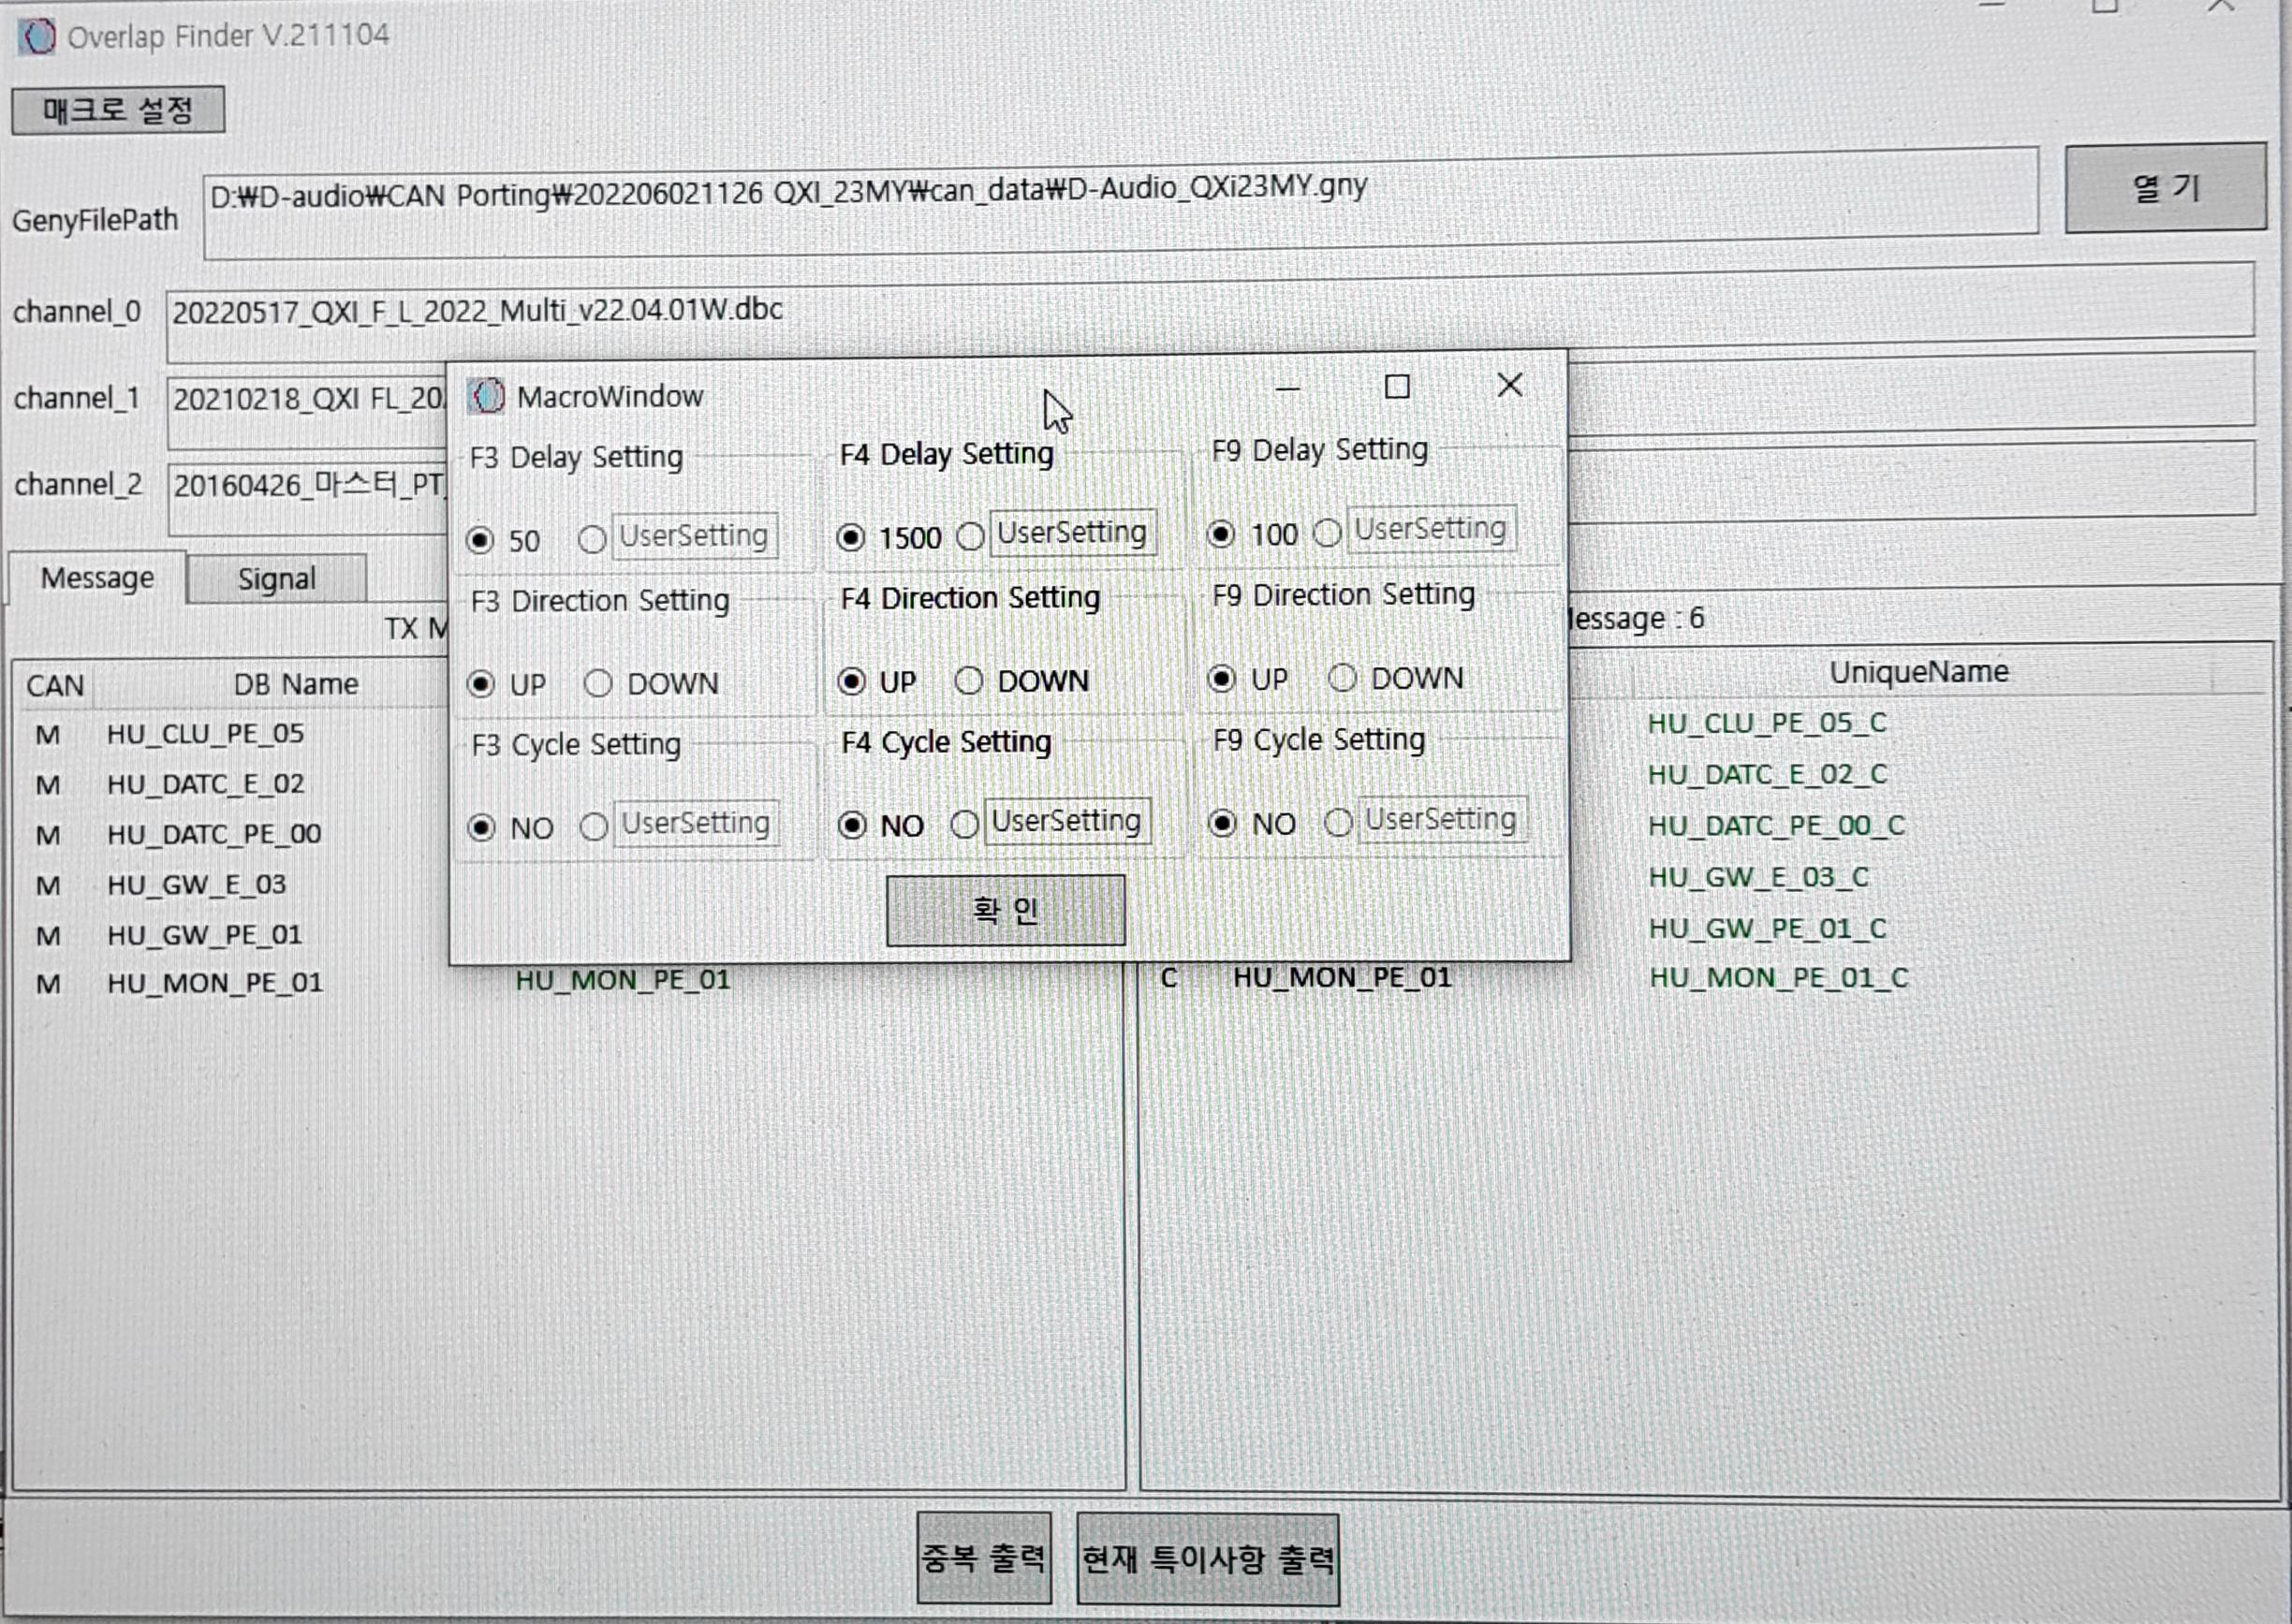 Overlap Finder V.211104
매크로 설정
GenyFilePath
D:₩D-audio₩CAN Porting₩202206021126 QXI_23MY₩can_data₩D-Audio_QXi23MY.gny
열 기
channel_0
20220517_QXI_F_L_2022_Multi_v22.04.01W.dbc
channel_1
20210218_QXI FL_20
channel_2
20160426_마스터_PT
MacroWindow
F3 Delay Setting
F4 Delay Setting
F9 Delay Setting
50 UserSetting
1500 UserSetting
100 UserSetting
F3 Direction Setting
F4 Direction Setting
F9 Direction Setting
UP DOWN
UP DOWN
UP DOWN
F3 Cycle Setting
F4 Cycle Setting
F9 Cycle Setting
NO UserSetting
NO UserSetting
NO UserSetting
확 인
Message
Signal
TX M
essage : 6
CAN DB Name
UniqueName
M HU_CLU_PE_05
HU_CLU_PE_05_C
M HU_DATC_E_02
HU_DATC_E_02_C
M HU_DATC_PE_00
HU_DATC_PE_00_C
M HU_GW_E_03
HU_GW_E_03_C
M HU_GW_PE_01
HU_GW_PE_01_C
M HU_MON_PE_01 HU_MON_PE_01
C HU_MON_PE_01 HU_MON_PE_01_C
중복 출력
현재 특이사항 출력